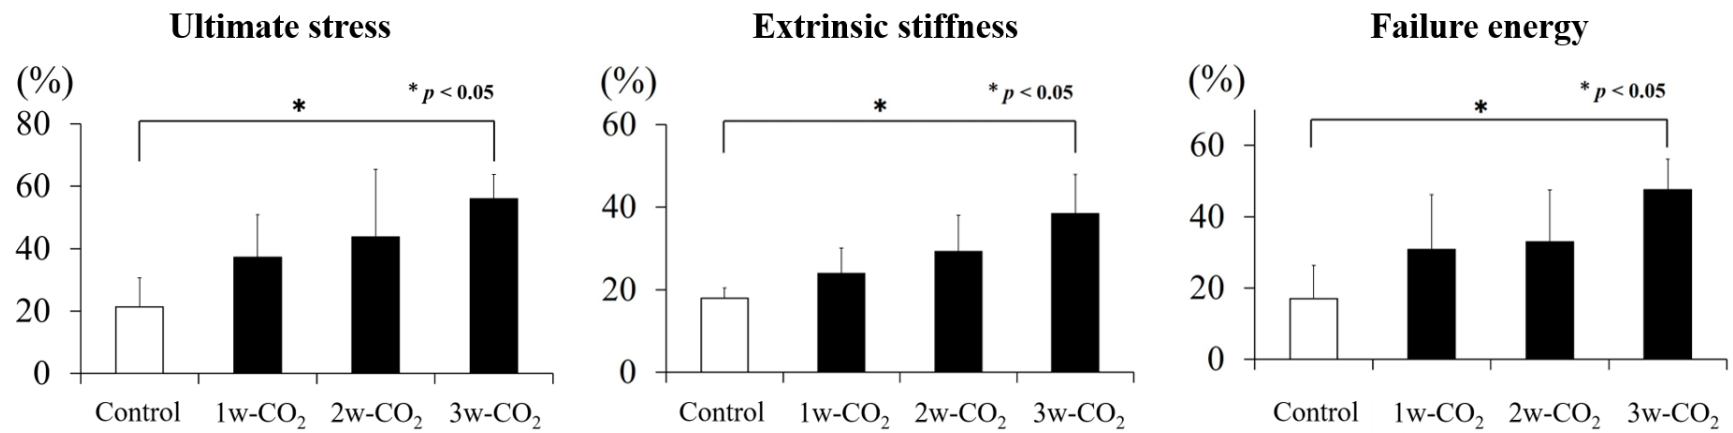 Ultimate stress
(%)
* p < 0.05
*
80
60
40
20
0
Control 1w-CO₂ 2w-CO₂ 3w-CO₂
Extrinsic stiffness
(%)
* p < 0.05
*
60
40
20
0
Control 1w-CO₂ 2w-CO₂ 3w-CO₂
Failure energy
(%)
* p < 0.05
*
60
40
20
0
Control 1w-CO₂ 2w-CO₂ 3w-CO₂